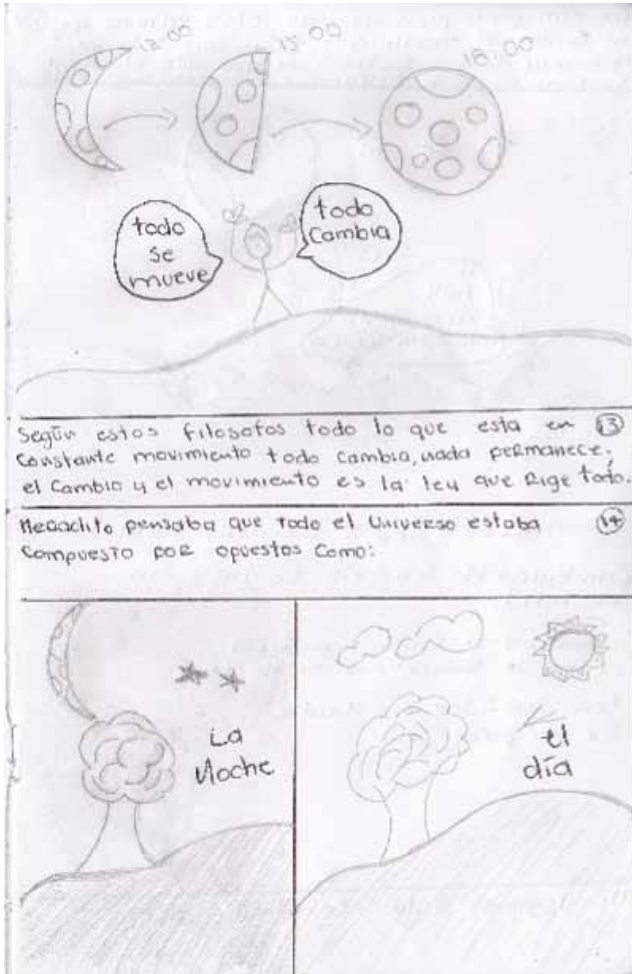 12:00
15:00
18:00
todo
se
mueve
todo
Cambia
Según estos filosofos todo lo que esta en 13
Constante movimiento todo cambia, nada permanece,
el Cambio y el movimiento es la ley que Rige todo.
Heraclito pensaba que todo el Universo estaba 14
Compuesto por opuestos Como:
La
Noche
el
día